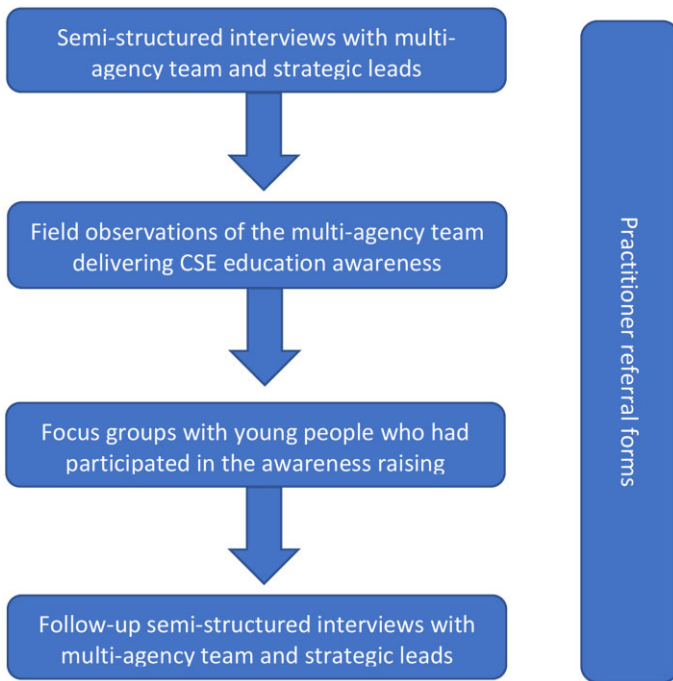 Semi-structured interviews with multi-
agency team and strategic leads
Field observations of the multi-agency team
delivering CSE education awareness
Focus groups with young people who had
participated in the awareness raising
Follow-up semi-structured interviews with
multi-agency team and strategic leads
Practitioner referral forms